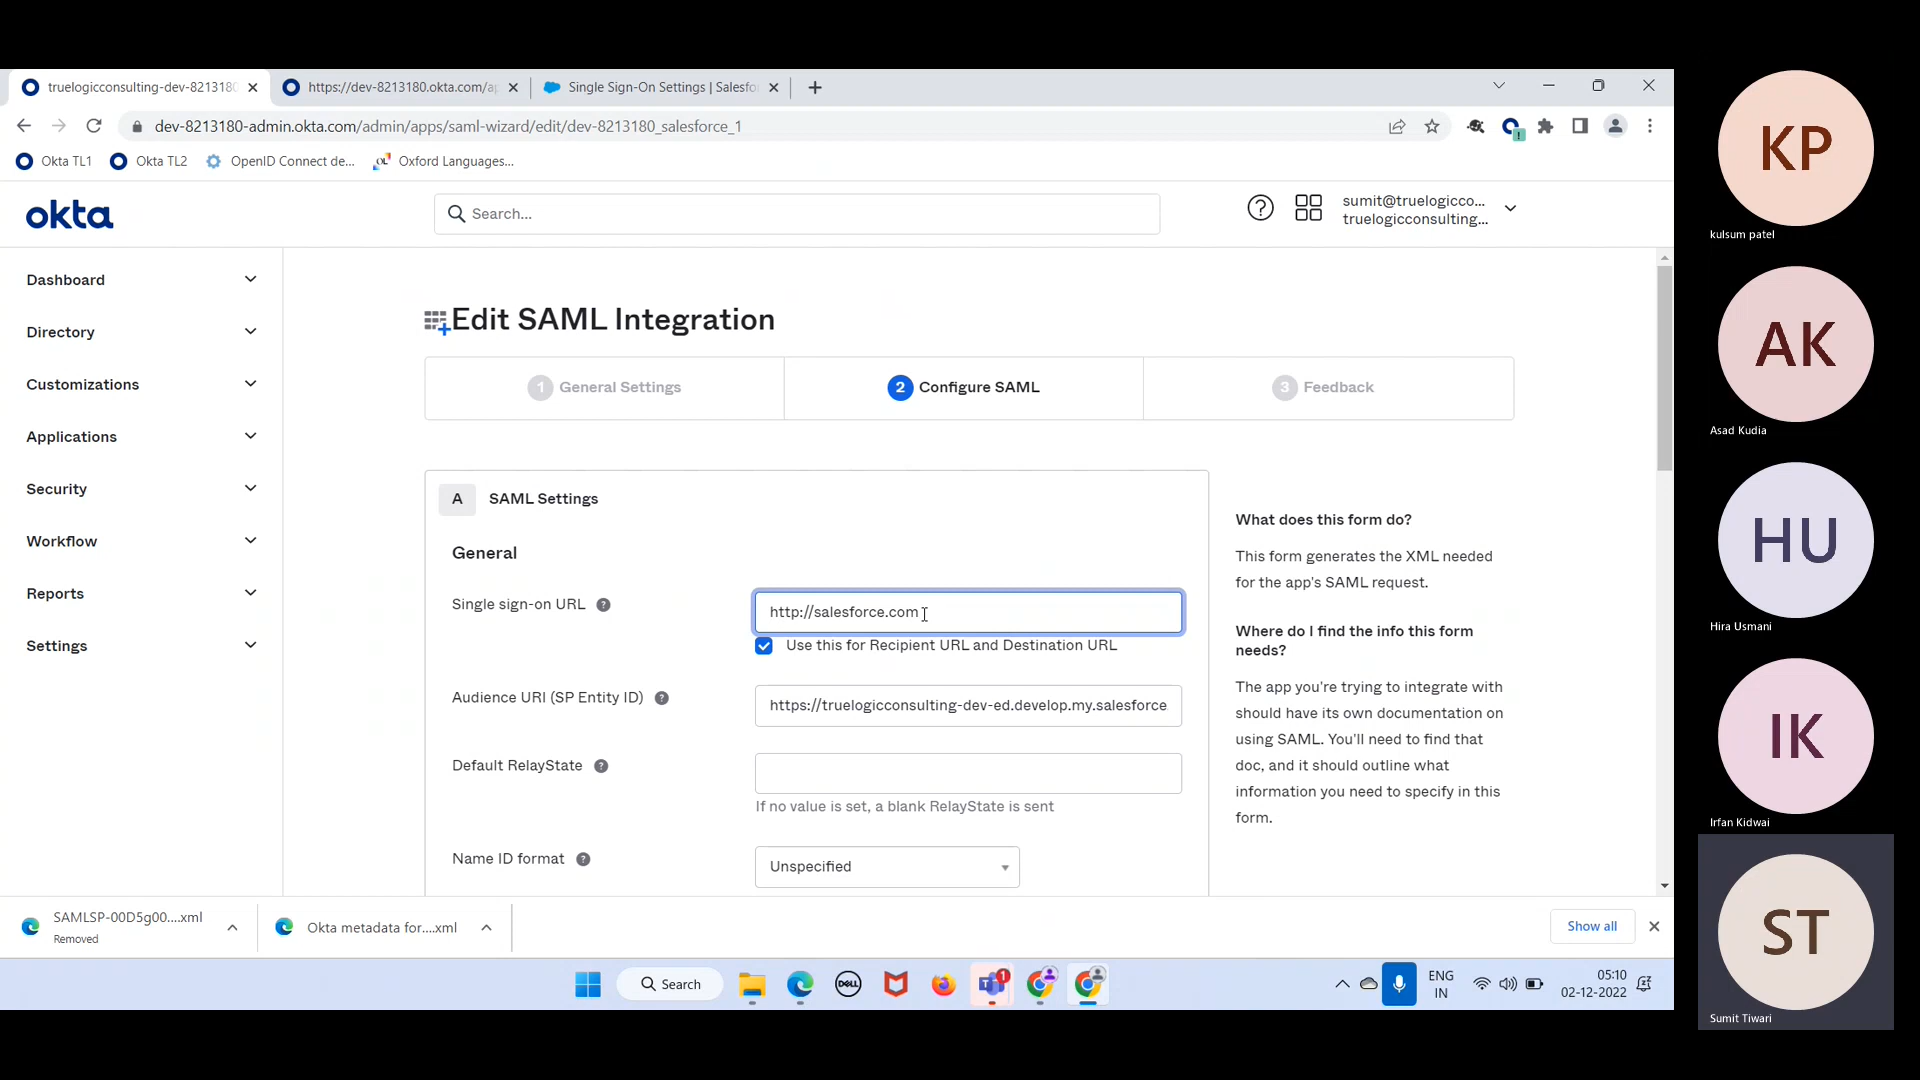 truelogicconsulting-dev-8213180
https://dev-8213180.okta.com/ap
Single Sign-On Settings | Salesfo
dev-8213180-admin.okta.com/admin/apps/saml-wizard/edit/dev-8213180_salesforce_1
Okta TL1
Okta TL2
OpenID Connect de...
Oxford Languages...
okta
Search...
sumit@truelogicco...
truelogicconsulting...
Dashboard
Directory
Customizations
Applications
Security
Workflow
Reports
Settings
Edit SAML Integration
1 General Settings
2 Configure SAML
3 Feedback
A SAML Settings
General
Single sign-on URL ?
http://salesforce.com
Use this for Recipient URL and Destination URL
Audience URI (SP Entity ID) ?
https://truelogicconsulting-dev-ed.develop.my.salesforce
Default RelayState ?
If no value is set, a blank RelayState is sent
Name ID format ?
Unspecified
What does this form do?
This form generates the XML needed
for the app's SAML request.
Where do I find the info this form
needs?
The app you're trying to integrate with
should have its own documentation on
using SAML. You'll need to find that
doc, and it should outline what
information you need to specify in this
form.
SAMLSP-00D5g00....xml
Removed
Okta metadata for....xml
Show all
Search
DELL
1
ENG
IN
05:10
02-12-2022
KP
kulsum patel
AK
Asad Kudia
HU
Hira Usmani
IK
Irfan Kidwai
ST
Sumit Tiwari